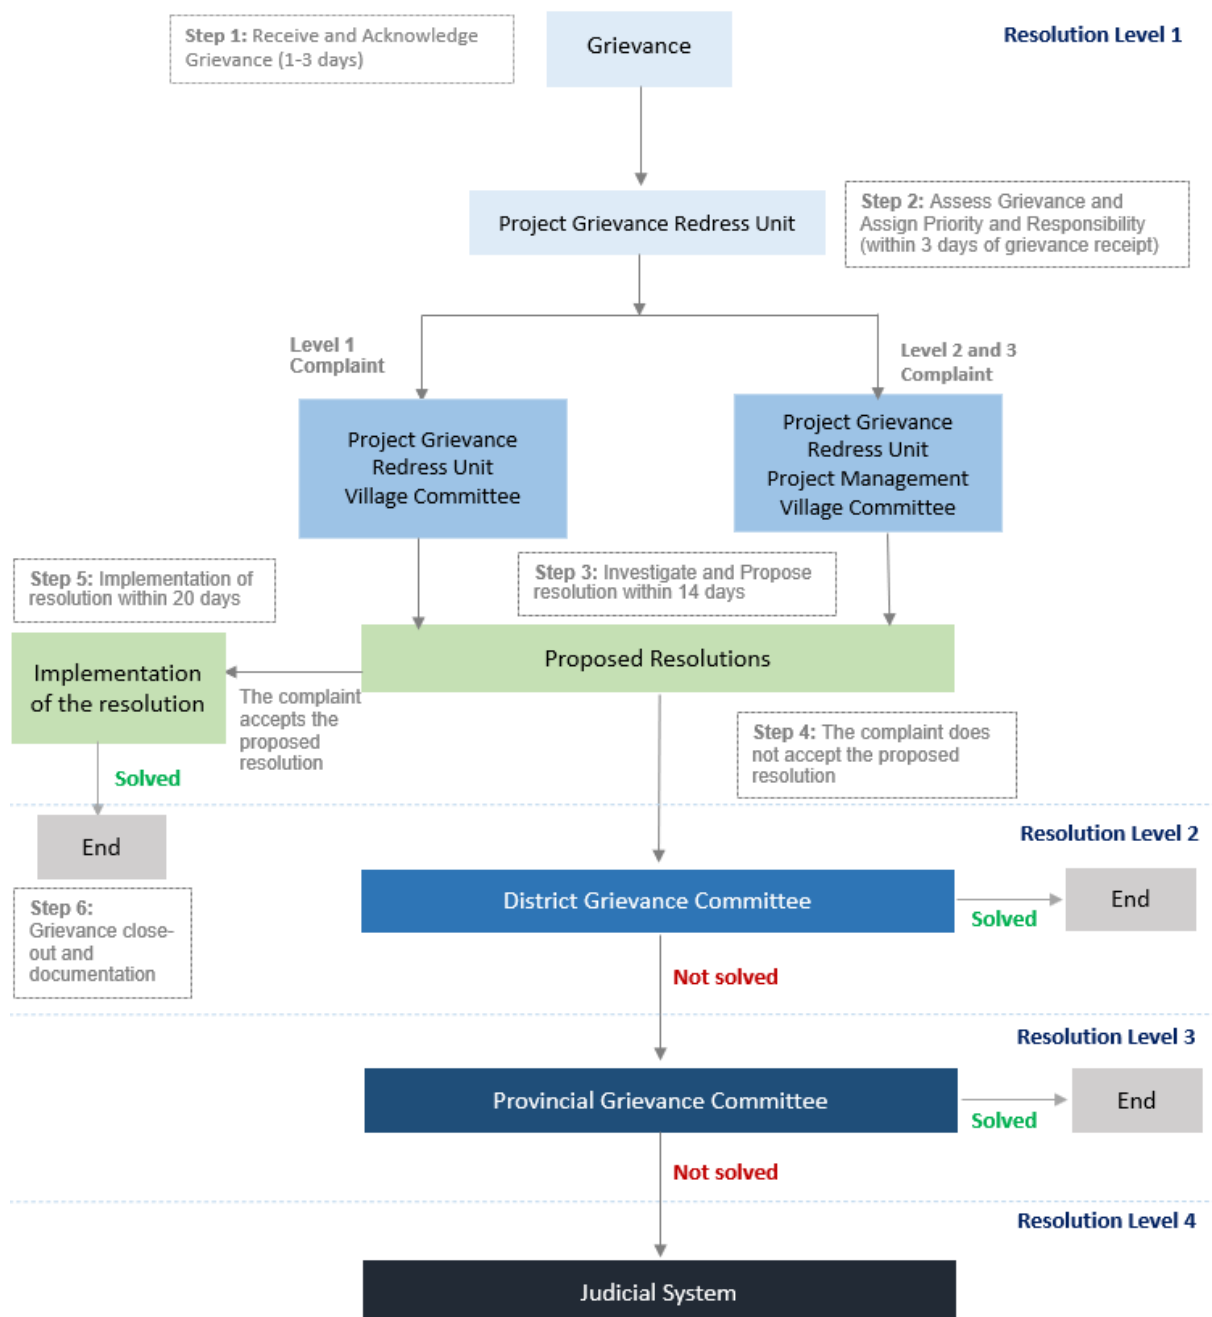 Step 1: Receive and Acknowledge
Grievance (1-3 days)
Grievance
Resolution Level 1
Project Grievance Redress Unit
Step 2: Assess Grievance and
Assign Priority and Responsibility
(within 3 days of grievance receipt)
Level 1
Complaint
Level 2 and 3
Complaint
Project Grievance
Redress Unit
Village Committee
Project Grievance
Redress Unit
Project Management
Village Committee
Step 5: Implementation of
resolution within 20 days
Step 3: Investigate and Propose
resolution within 14 days
Implementation
of the resolution
Proposed Resolutions
The complaint
accepts the
proposed
resolution
Step 4: The complaint does
not accept the proposed
resolution
Solved
End
Resolution Level 2
Step 6:
Grievance close-
out and
documentation
District Grievance Committee
Solved
End
Not solved
Resolution Level 3
Provincial Grievance Committee
Solved
End
Not solved
Resolution Level 4
Judicial System